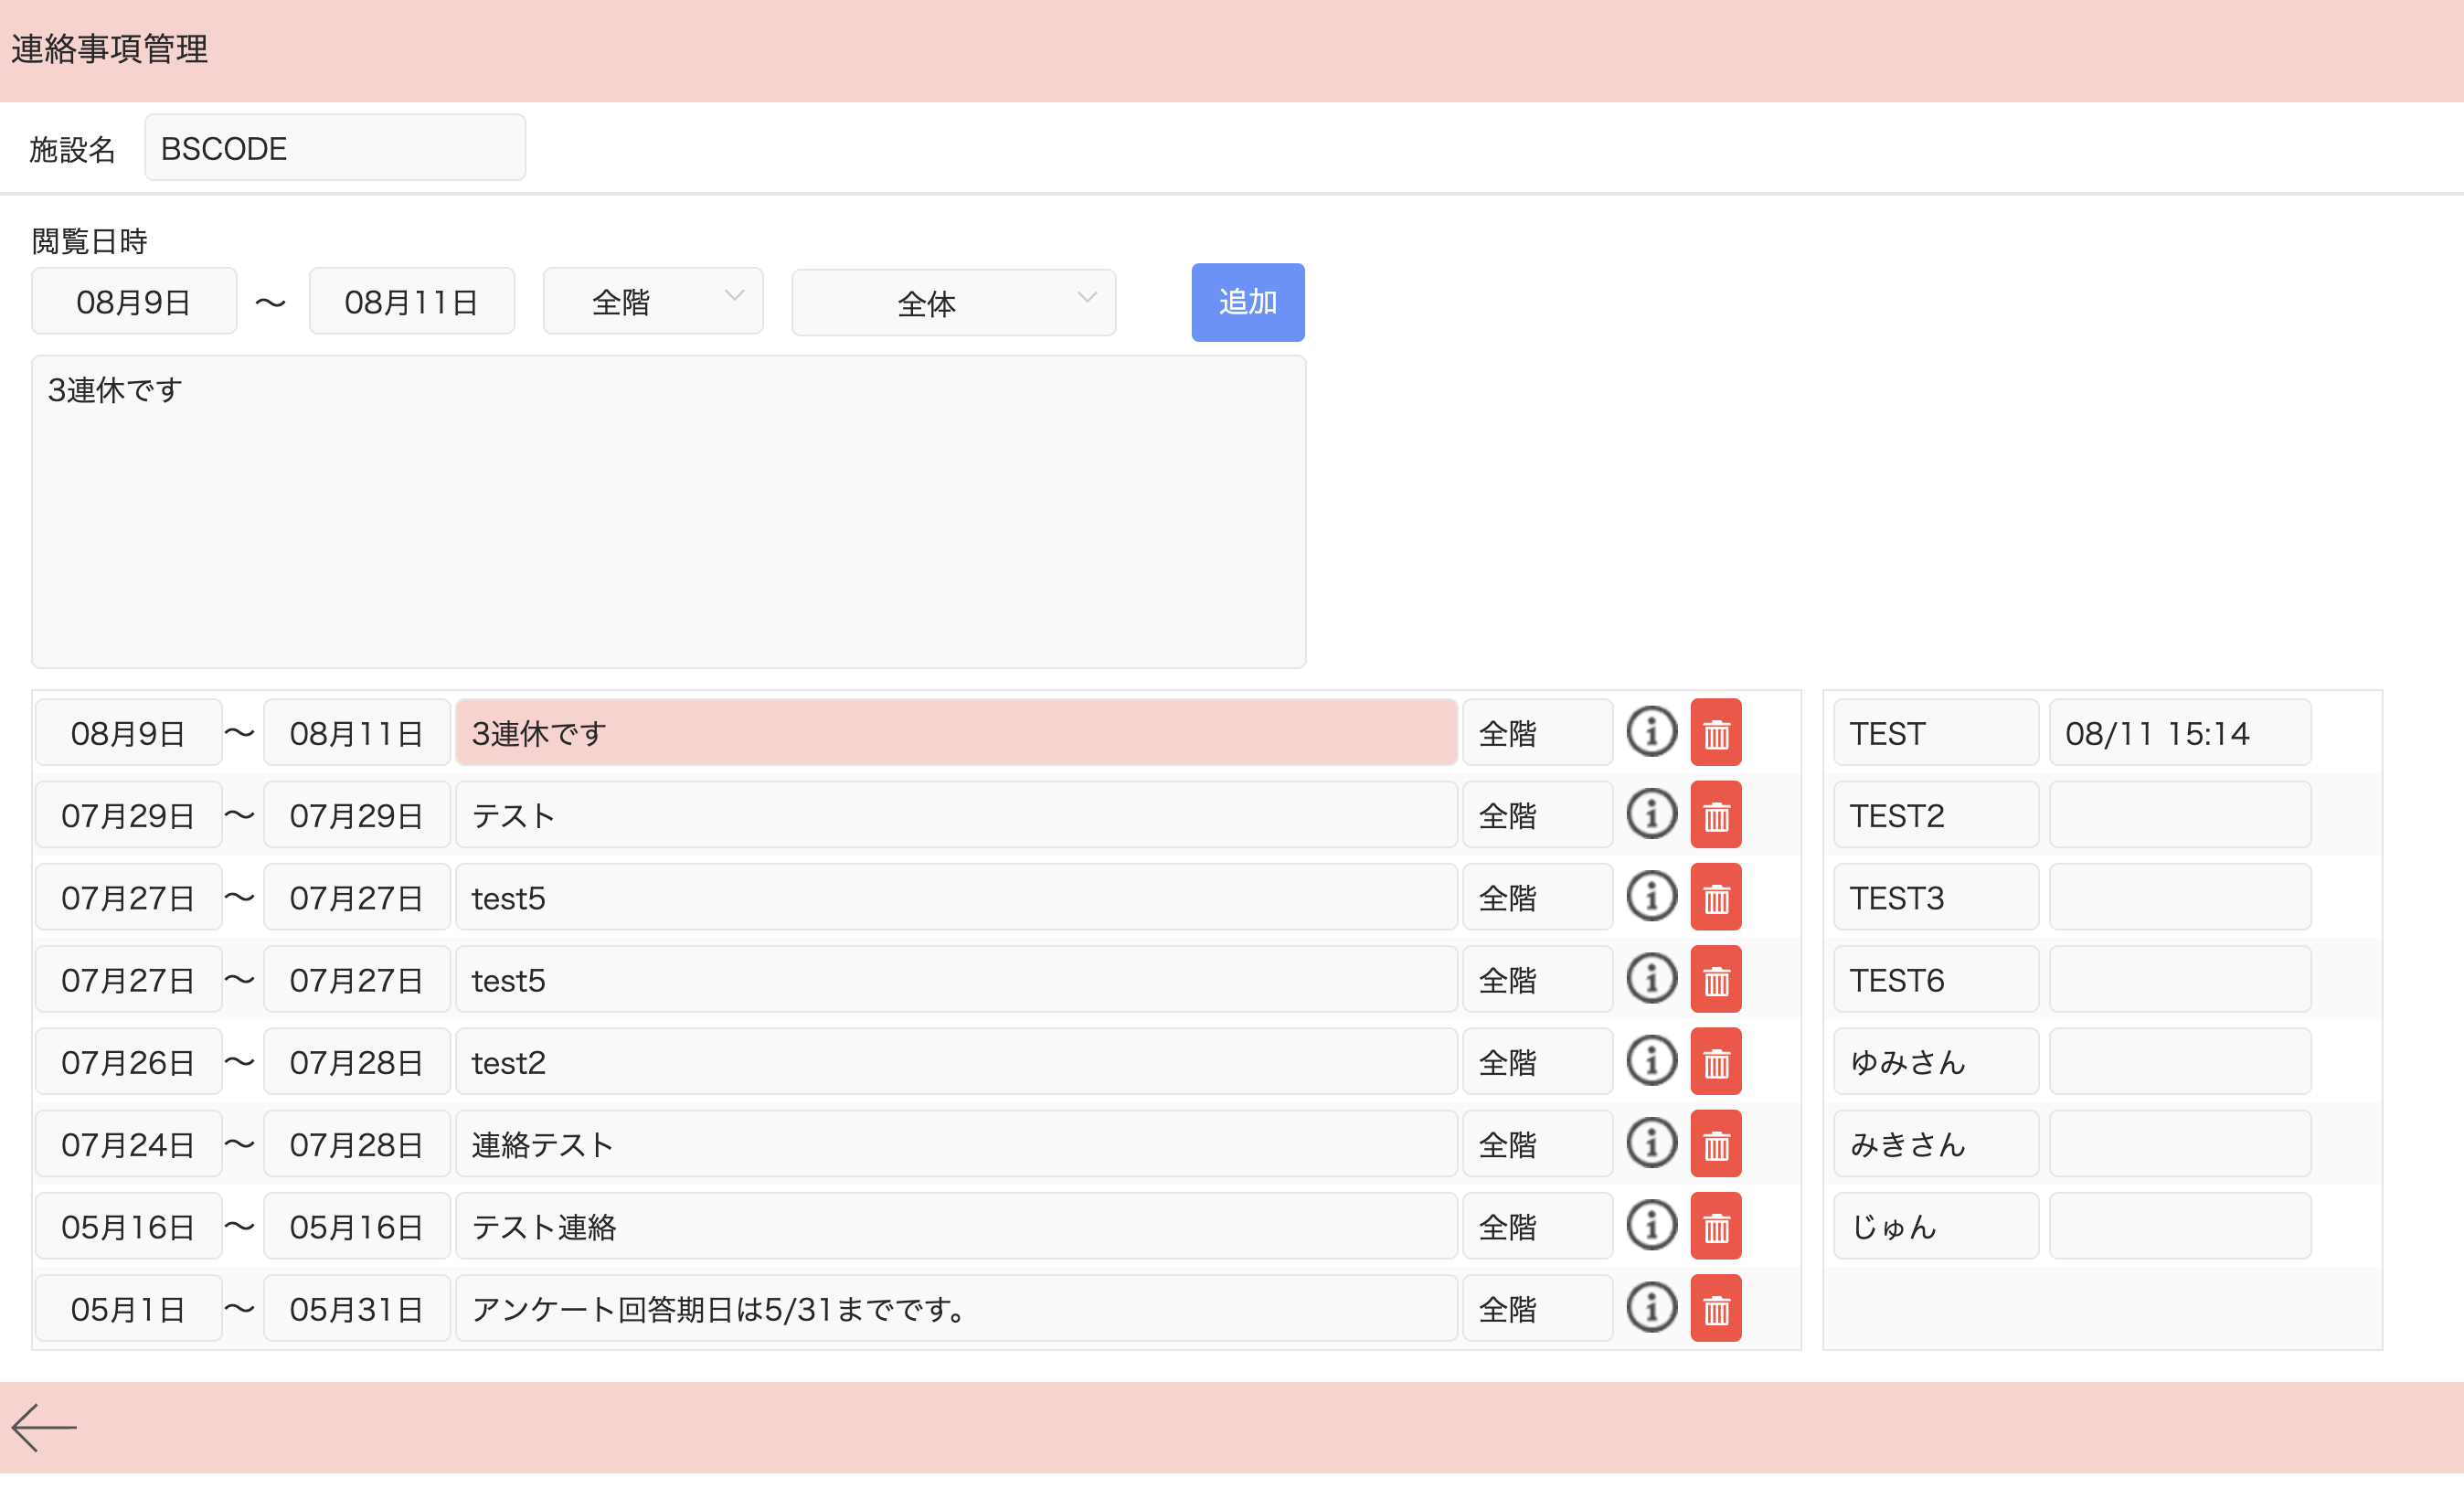 連絡事項管理
施設名 BSCODE
閲覧日時
08月9日 〜 08月11日 全階 全体 追加
3連休です
08月9日 〜 08月11日 3連休です 全階 TEST 08/11 15:14
07月29日 〜 07月29日 テスト 全階 TEST2
07月27日 〜 07月27日 test5 全階 TEST3
07月27日 〜 07月27日 test5 全階 TEST6
07月26日 〜 07月28日 test2 全階 ゆみさん
07月24日 〜 07月28日 連絡テスト 全階 みきさん
05月16日 〜 05月16日 テスト連絡 全階 じゅん
05月1日 〜 05月31日 アンケート回答期日は5/31までです。 全階